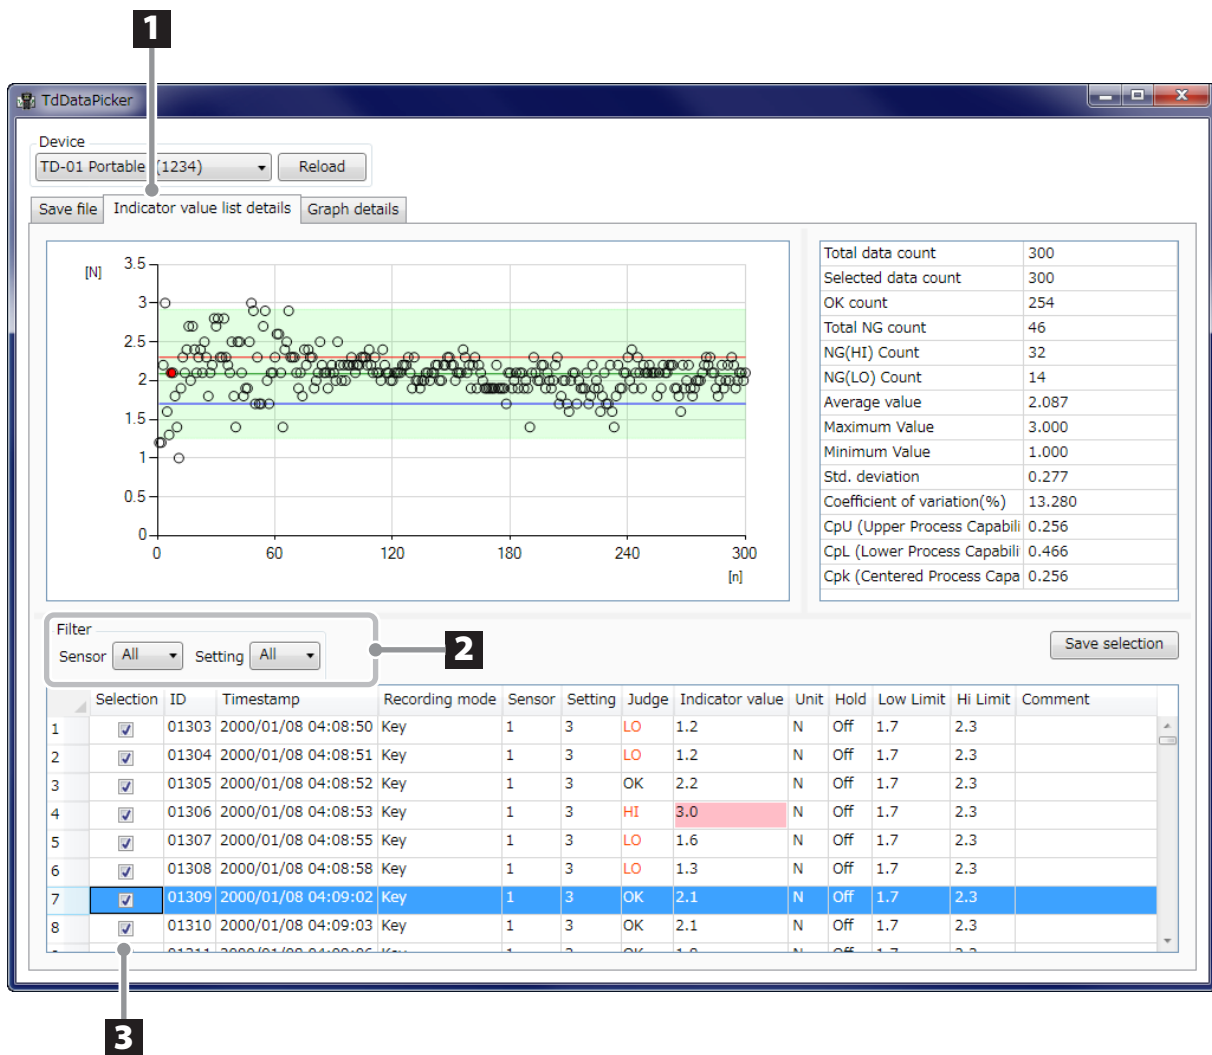 1
TdDataPicker
Device
TD-01 Portable (1234) Reload
Save file Indicator value list details Graph details
[N]
3.5
3
2.5
2
1.5
1
0.5
0
0 60 120 180 240 300
[n]
Total data count 300
Selected data count 300
OK count 254
Total NG count 46
NG(HI) Count 32
NG(LO) Count 14
Average value 2.087
Maximum Value 3.000
Minimum Value 1.000
Std. deviation 0.277
Coefficient of variation(%) 13.280
CpU (Upper Process Capabili 0.256
CpL (Lower Process Capabili 0.466
Cpk (Centered Process Capa 0.256
Filter
Sensor All Setting All
2
Save selection
Selection ID Timestamp Recording mode Sensor Setting Judge Indicator value Unit Hold Low Limit Hi Limit Comment
1 01303 2000/01/08 04:08:50 Key 1 3 LO 1.2 N Off 1.7 2.3
2 01304 2000/01/08 04:08:51 Key 1 3 LO 1.2 N Off 1.7 2.3
3 01305 2000/01/08 04:08:52 Key 1 3 OK 2.2 N Off 1.7 2.3
4 01306 2000/01/08 04:08:53 Key 1 3 HI 3.0 N Off 1.7 2.3
5 01307 2000/01/08 04:08:55 Key 1 3 LO 1.6 N Off 1.7 2.3
6 01308 2000/01/08 04:08:58 Key 1 3 LO 1.3 N Off 1.7 2.3
7 01309 2000/01/08 04:09:02 Key 1 3 OK 2.1 N Off 1.7 2.3
8 01310 2000/01/08 04:09:03 Key 1 3 OK 2.1 N Off 1.7 2.3
3